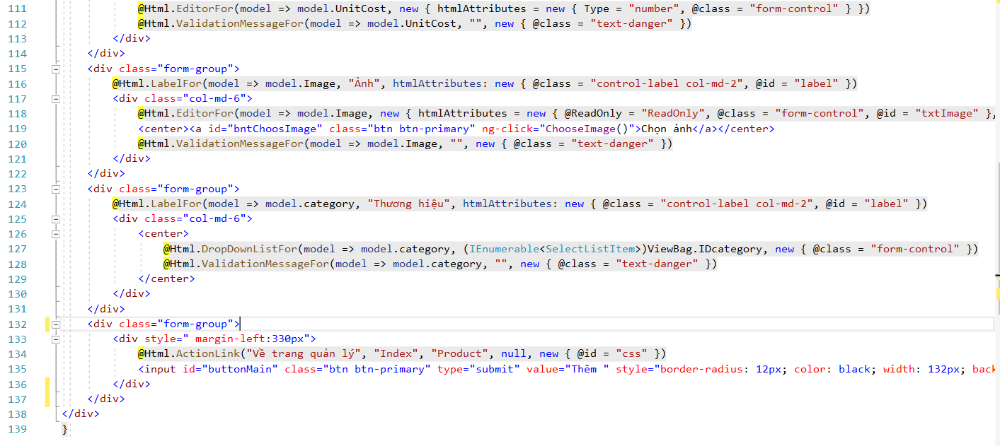 111 @Html.EditorFor(model => model.UnitCost, new { htmlAttributes = new { Type = "number", @class = "form-control" } })
112 @Html.ValidationMessageFor(model => model.UnitCost, "", new { @class = "text-danger" })
113 </div>
114 </div>
115 <div class="form-group">
116 @Html.LabelFor(model => model.Image, "Ảnh", htmlAttributes: new { @class = "control-label col-md-2", @id = "label" })
117 <div class="col-md-6">
118 @Html.EditorFor(model => model.Image, new { htmlAttributes = new { @ReadOnly = "ReadOnly", @class = "form-control", @id = "txtImage" },
119 <center><a id="bntChoosImage" class="btn btn-primary" ng-click="ChooseImage()">Chọn ảnh</a></center>
120 @Html.ValidationMessageFor(model => model.Image, "", new { @class = "text-danger" })
121 </div>
122 </div>
123 <div class="form-group">
124 @Html.LabelFor(model => model.category, "Thương hiệu", htmlAttributes: new { @class = "control-label col-md-2", @id = "label" })
125 <div class="col-md-6">
126 <center>
127 @Html.DropDownListFor(model => model.category, (IEnumerable<SelectListItem>)ViewBag.IDcategory, new { @class = "form-control" })
128 @Html.ValidationMessageFor(model => model.category, "", new { @class = "text-danger" })
129 </center>
130 </div>
131 </div>
132 <div class="form-group">
133 <div style=" margin-left:330px">
134 @Html.ActionLink("Về trang quản lý", "Index", "Product", null, new { @id = "css" })
135 <input id="buttonMain" class="btn btn-primary" type="submit" value="Thêm " style="border-radius: 12px; color: black; width: 132px; back
136 </div>
137 </div>
138 </div>
139 }